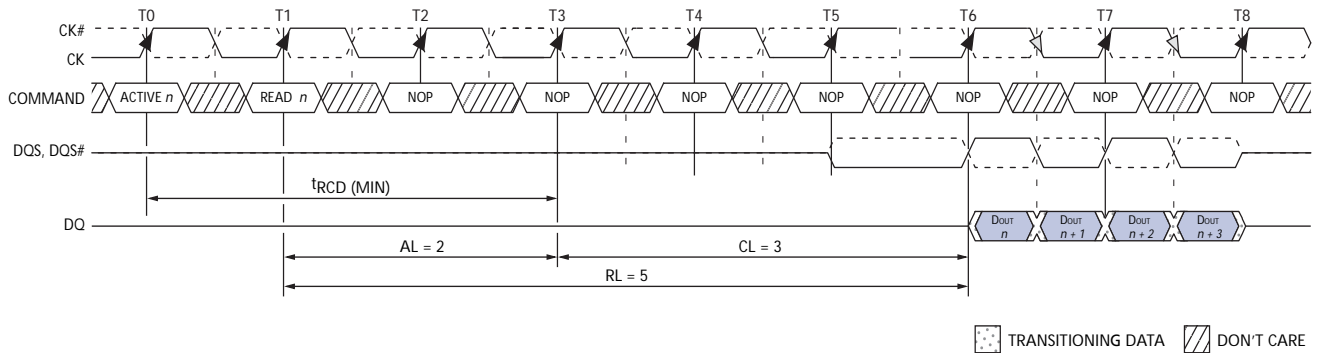 T0 T1 T2 T3 T4 T5 T6 T7 T8
CK#
CK
COMMAND ACTIVE n READ n NOP NOP NOP NOP NOP NOP NOP
DQS, DQS#
tRCD (MIN)
DQ DOUT n DOUT n + 1 DOUT n + 2 DOUT n + 3
AL = 2 CL = 3
RL = 5
TRANSITIONING DATA DON'T CARE